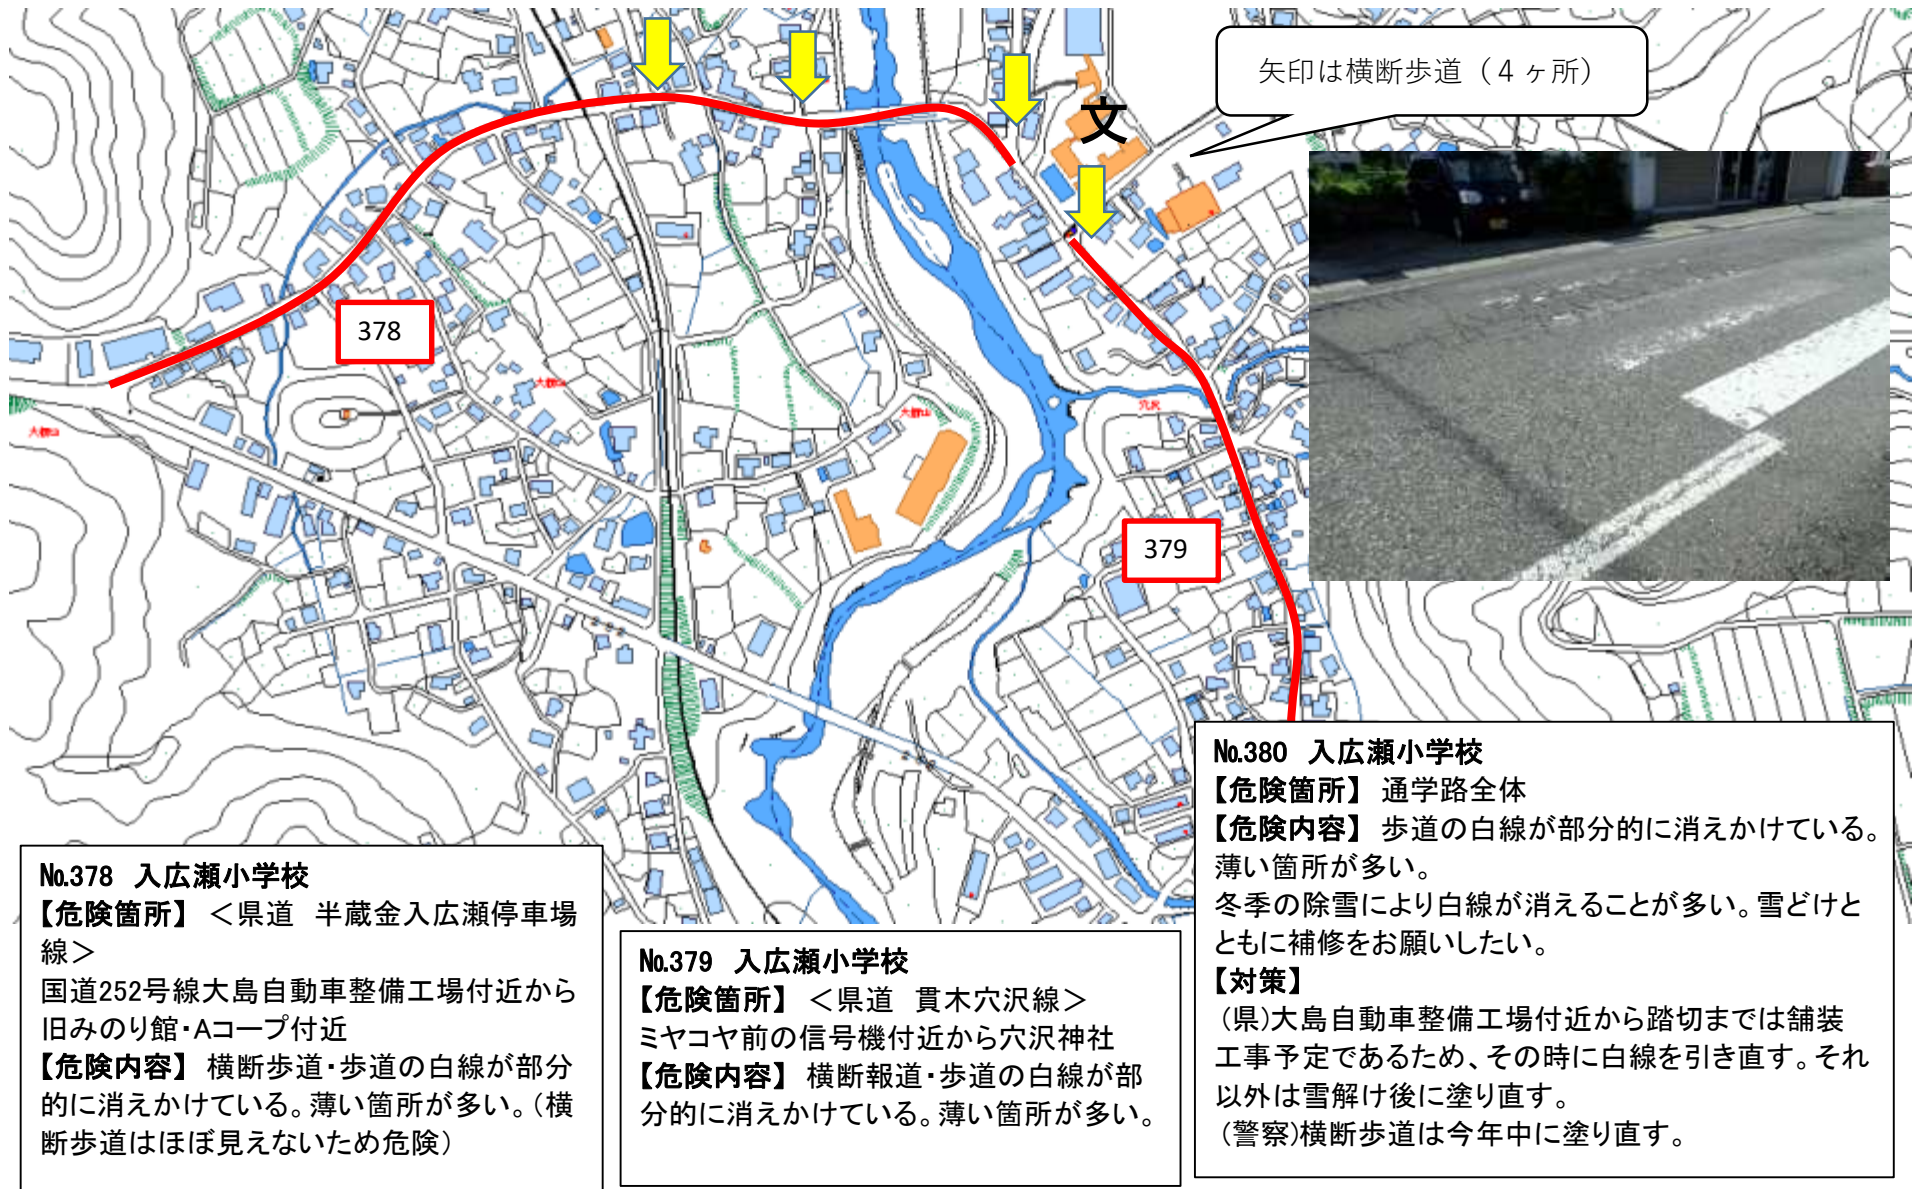 矢印は横断歩道（4ヶ所）
文
378
大栃山
大栃山
大栃山
穴沢
379
№378 入広瀬小学校
【危険箇所】＜県道 半蔵金入広瀬停車場
線＞
国道252号線大島自動車整備工場付近から
旧みのり館・Aコープ付近
【危険内容】横断歩道・歩道の白線が部分
的に消えかけている。薄い箇所が多い。（横
断歩道はほぼ見えないため危険）
№379 入広瀬小学校
【危険箇所】＜県道 貫木穴沢線＞
ミヤコヤ前の信号機付近から穴沢神社
【危険内容】横断報道・歩道の白線が部
分的に消えかけている。薄い箇所が多い。
№380 入広瀬小学校
【危険箇所】通学路全体
【危険内容】歩道の白線が部分的に消えかけている。
薄い箇所が多い。
冬季の除雪により白線が消えることが多い。雪どけと
ともに補修をお願いしたい。
【対策】
（県）大島自動車整備工場付近から踏切までは舗装
工事予定であるため、その時に白線を引き直す。それ
以外は雪解け後に塗り直す。
（警察）横断歩道は今年中に塗り直す。